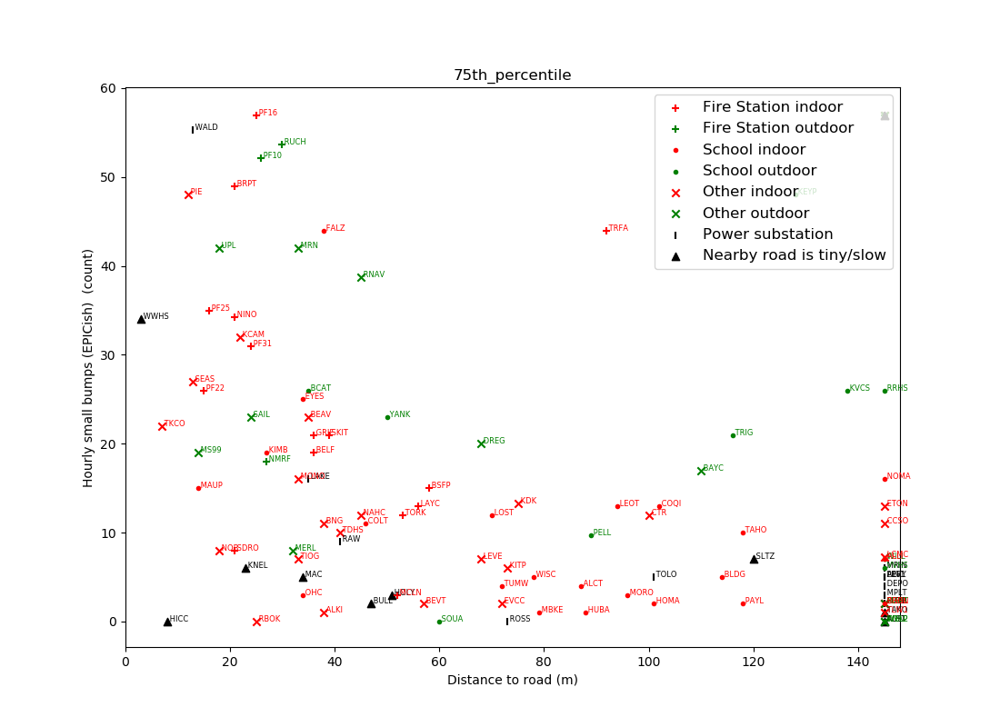 75th_percentile
60
50
40
30
20
10
0
Hourly small bumps (EPICish)  (count)
0 20 40 60 80 100 120 140
Distance to road (m)
Fire Station indoor
Fire Station outdoor
School indoor
School outdoor
Other indoor
Other outdoor
Power substation
Nearby road is tiny/slow
PF16
WALD
RUCH
PF10
BRPT
PIE
KEYP
FALZ
TRFA
UPL
MRN
RNAV
PF25
NINO
WWHS
KCAM
PF31
SEAS
PF22
BCAT
KVCS
RRHS
EYES
SAIL
BEAV
YANK
TKCO
SKIT
TRIG
DREG
MS99
KIMB
BELF
NMRF
BAYC
LAKE
NOMA
MAUP
BSFP
LAYC
KDK
LEOT
COQI
ETON
NAHC
TORK
LOST
CTR
BNG
COLT
CCSO
TDHS
PELL
TAHO
RAW
SDRO
MERL
TIOG
LEVE
SLTZ
KNEL
KITP
MAC
WISC
TOLO
BLDG
TUMW
ALCT
DEPO
OHC
MORO
MPLT
BULL
BEVT
EVCC
HOMA
PAYL
ALKI
MBKE
HUBA
HICC
RBOK
SOUA
ROSS